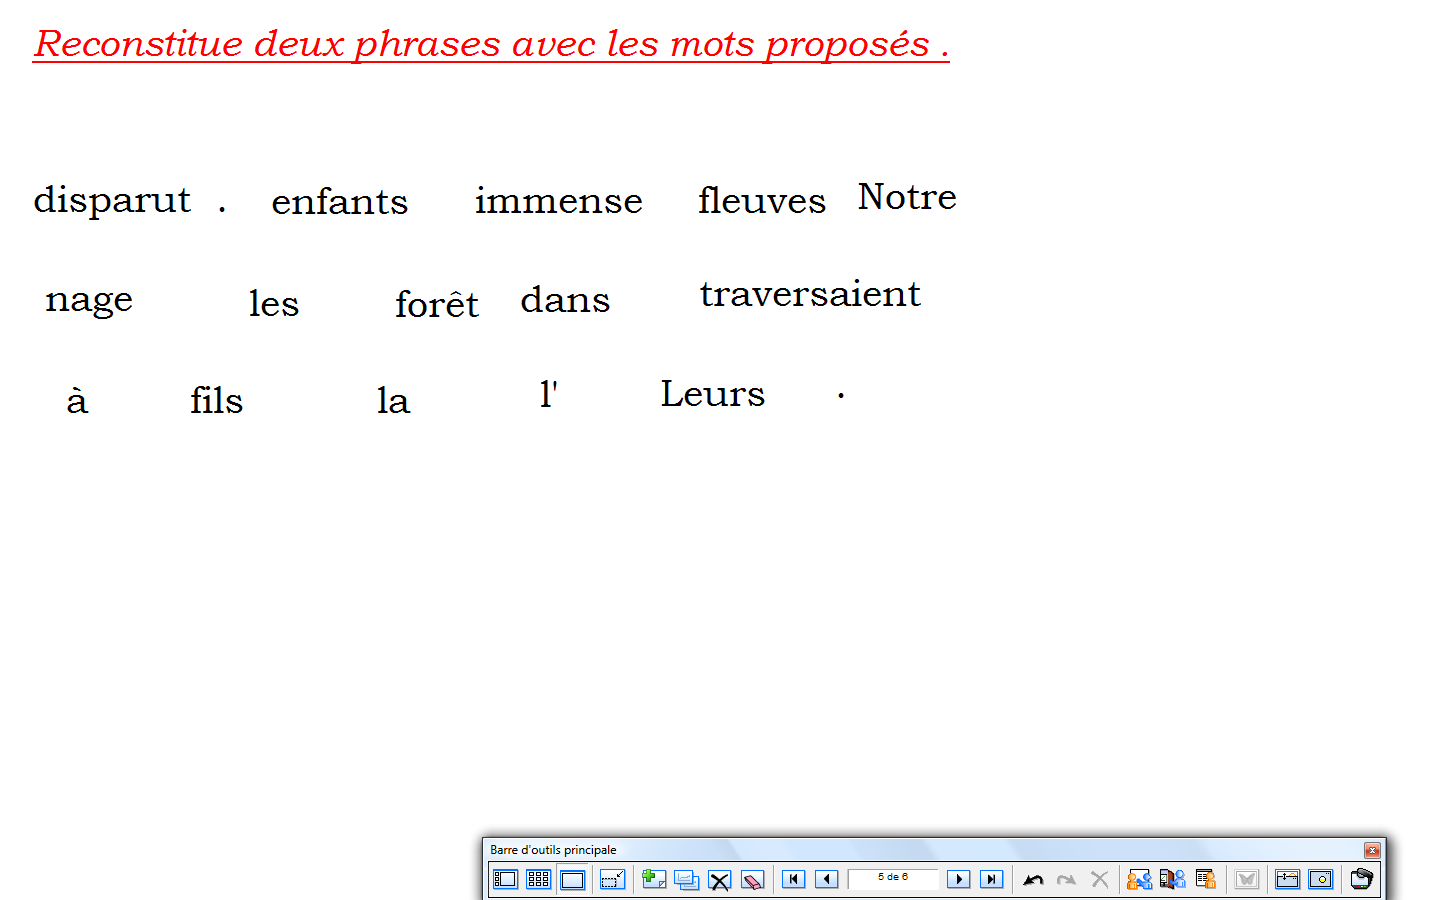 Reconstitue deux phrases avec les mots proposés .
disparut . enfants immense fleuves Notre
nage les forêt dans traversaient
à fils la l' Leurs .
Barre d'outils principale
5 de 6